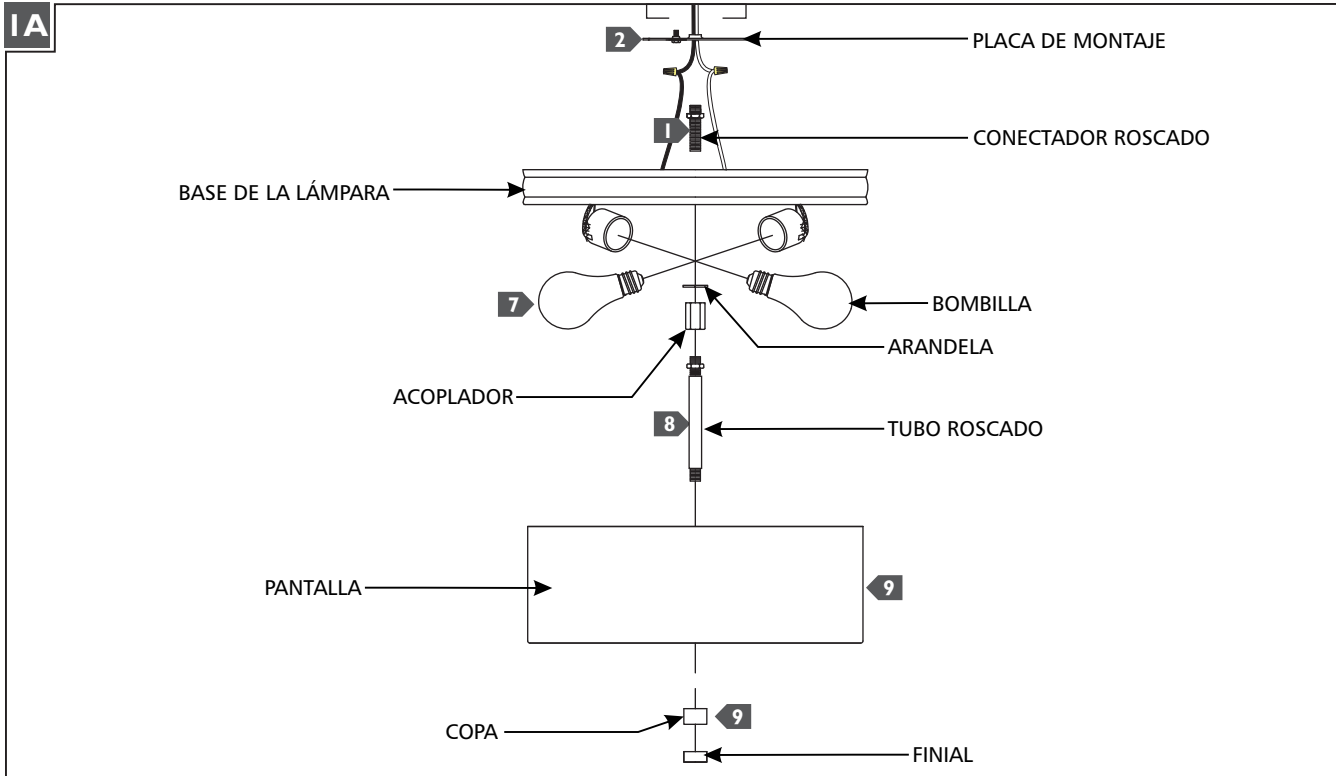 1A
2
PLACA DE MONTAJE
1
CONECTADOR ROSCADO
BASE DE LA LÁMPARA
7
BOMBILLA
ARANDELA
ACOPLADOR
8
TUBO ROSCADO
PANTALLA
9
COPA
9
FINIAL